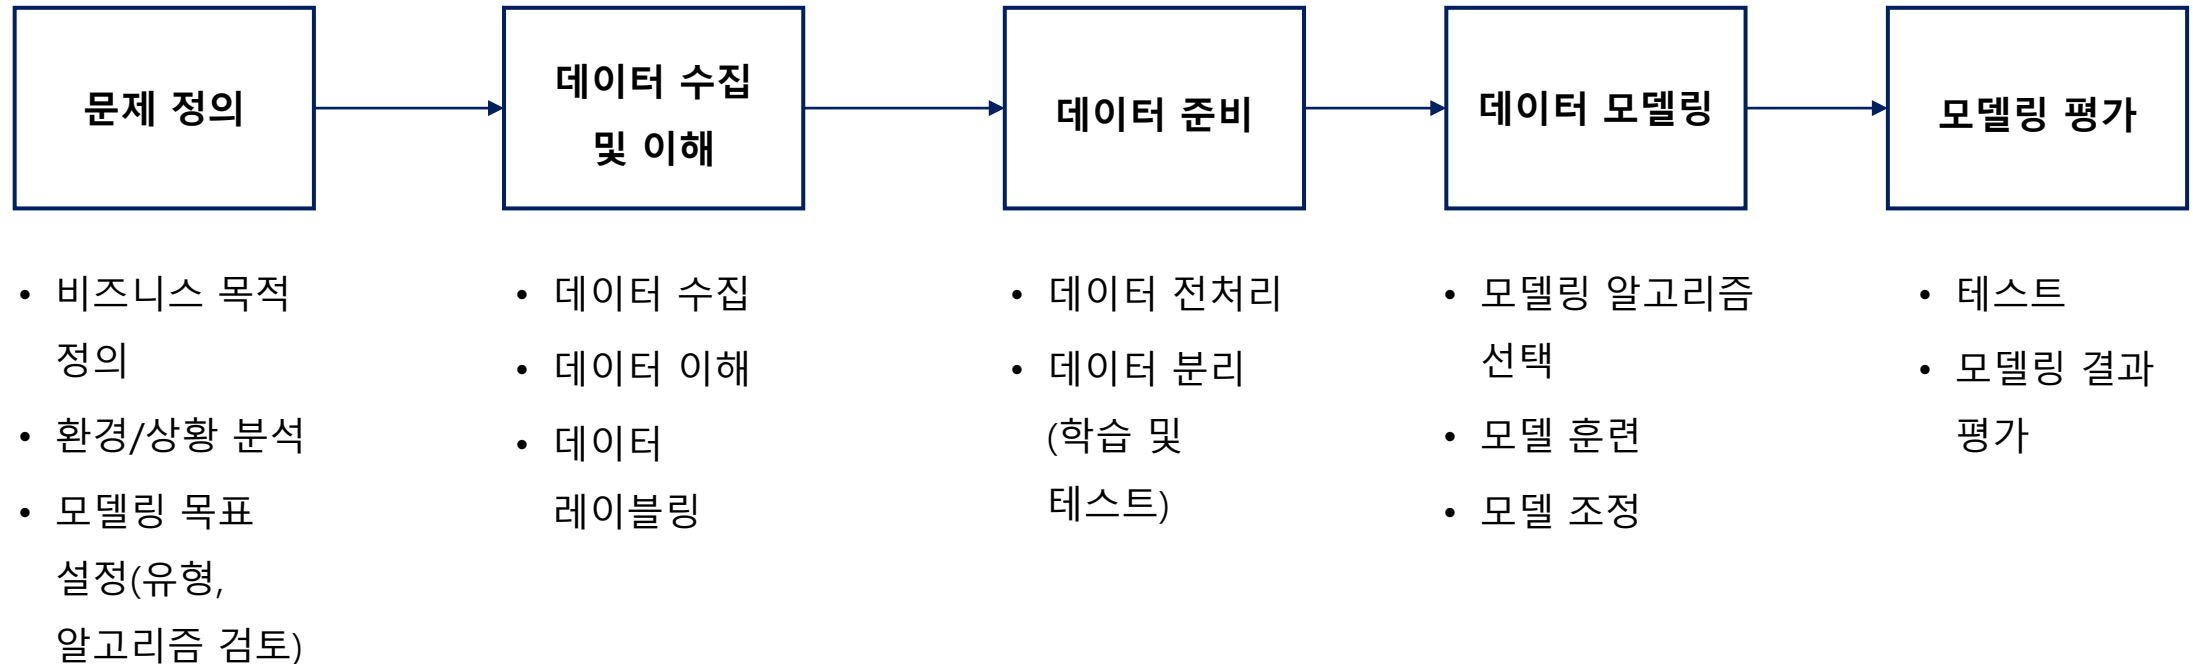 문제 정의
데이터 수집
및 이해
데이터 준비
데이터 모델링
모델링 평가
• 비즈니스 목적
정의
• 환경/상황 분석
• 모델링 목표
설정(유형,
알고리즘 검토)
• 데이터 수집
• 데이터 이해
• 데이터
레이블링
• 데이터 전처리
• 데이터 분리
(학습 및
테스트)
• 모델링 알고리즘
선택
• 모델 훈련
• 모델 조정
• 테스트
• 모델링 결과
평가